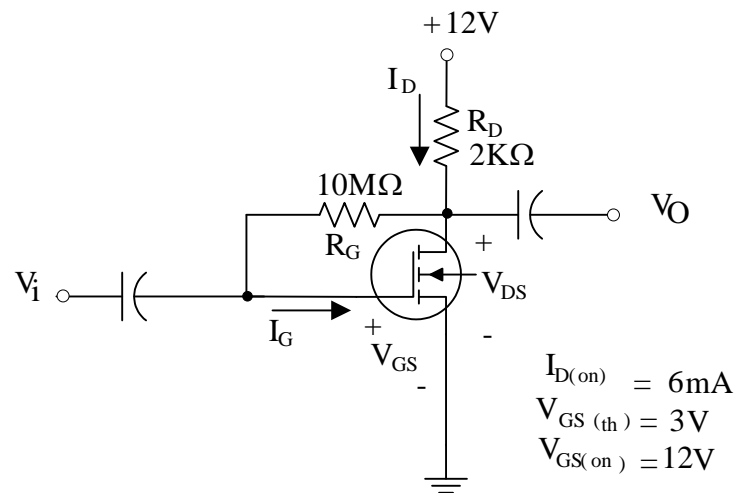 +12V
I_D
R_D
2KΩ
10MΩ
R_G
V_O
+
V_i
V_DS
I_G
+
V_GS
-
-
I_D(on) = 6mA
V_GS(th) = 3V
V_GS(on) = 12V